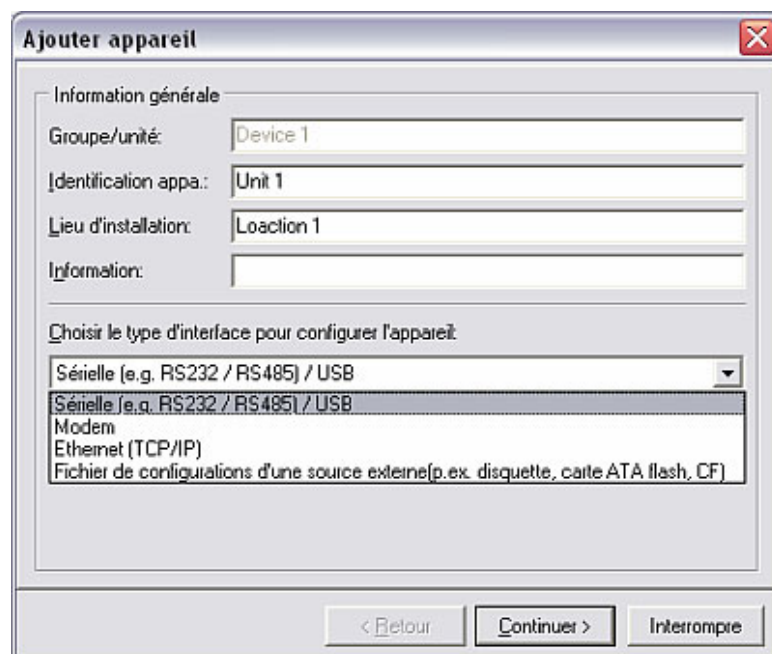 Ajouter appareil
Information générale
Groupe/unité: Device 1
Identification appa.: Unit 1
Lieu d'installation: Loaction 1
Information:
Choisir le type d'interface pour configurer l'appareil:
Sérielle (e.g. RS232 / RS485) / USB
Sérielle (e.g. RS232 / RS485) / USB
Modem
Ethernet (TCP/IP)
Fichier de configurations d'une source externe(p.ex. disquette, carte ATA flash, CF)
< Retour Continuer > Interrompre